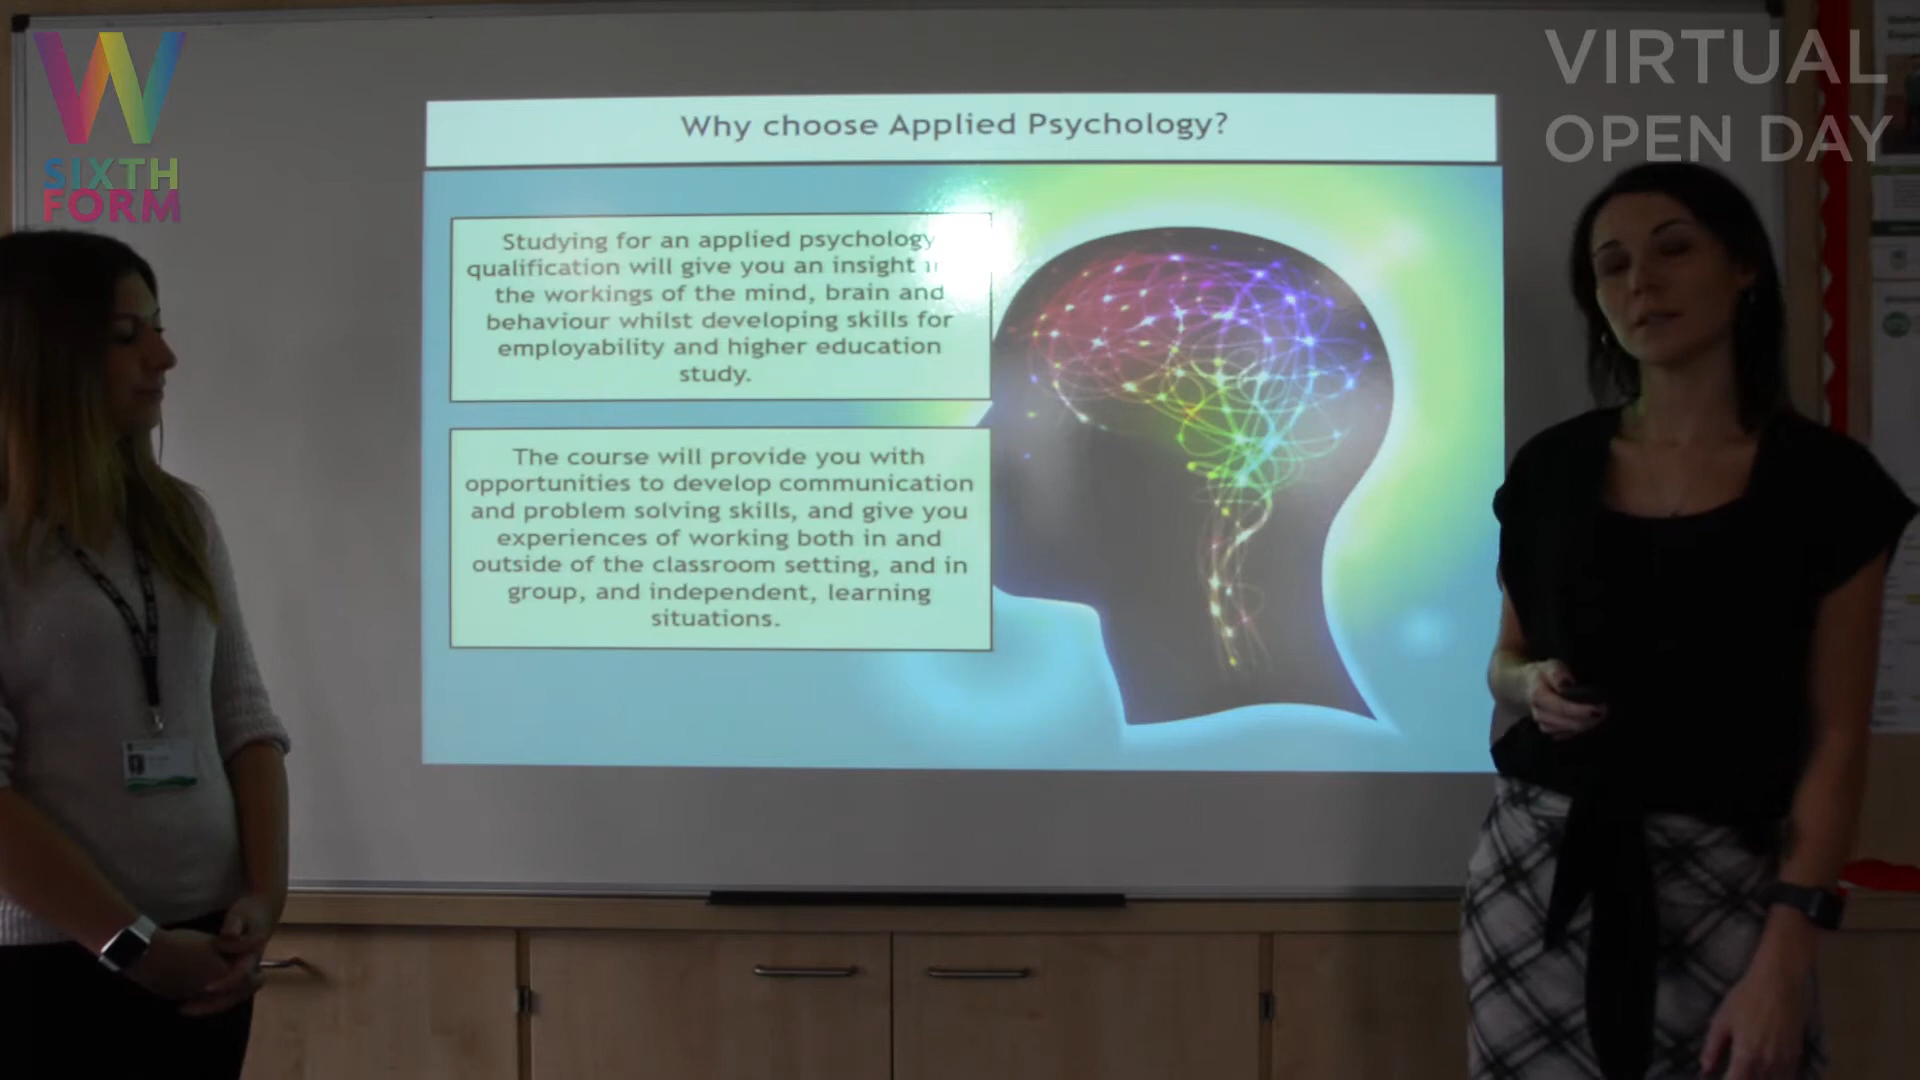 W
SIXTH
FORM
VIRTUAL
OPEN DAY
Why choose Applied Psychology?
Studying for an applied psychology
qualification will give you an insight
the workings of the mind, brain and
behaviour whilst developing skills for
employability and higher education
study.
The course will provide you with
opportunities to develop communication
and problem solving skills, and give you
experiences of working both in and
outside of the classroom setting, and in
group, and independent, learning
situations.